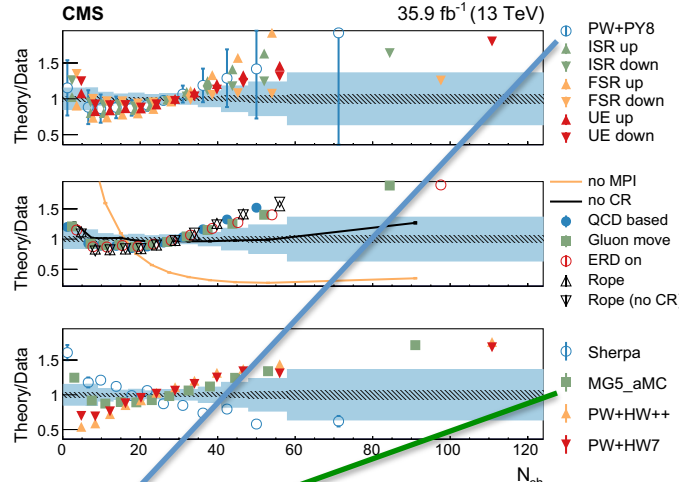 CMS 35.9 fb⁻¹ (13 TeV)
Theory/Data
1.5
1
0.5
PW+PY8
ISR up
ISR down
FSR up
FSR down
UE up
UE down
Theory/Data
1.5
1
0.5
no MPI
no CR
QCD based
Gluon move
ERD on
Rope
Rope (no CR)
Theory/Data
1.5
1
0.5
Sherpa
MG5_aMC
PW+HW++
PW+HW7
0 20 40 60 80 100 120